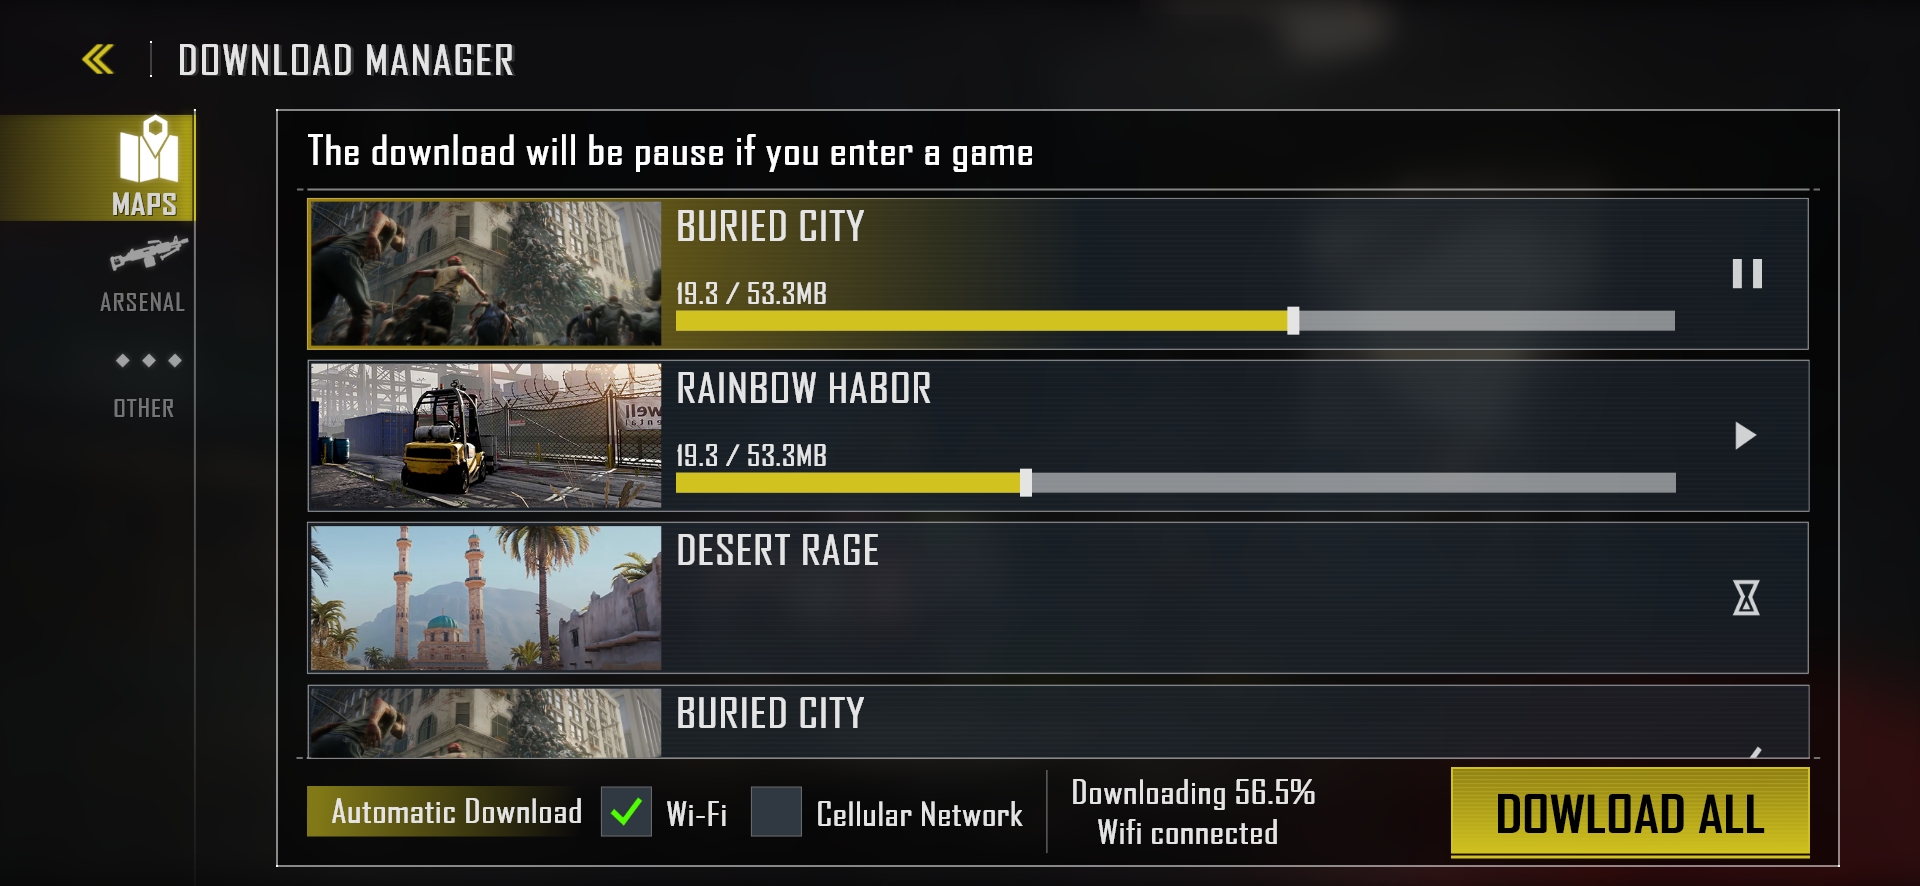 DOWNLOAD MANAGER
MAPS
ARSENAL
OTHER
The download will be pause if you enter a game
BURIED CITY
19.3 / 53.3MB
RAINBOW HABOR
19.3 / 53.3MB
DESERT RAGE
BURIED CITY
Automatic Download
Wi-Fi
Cellular Network
Downloading 56.5%
Wifi connected
DOWLOAD ALL